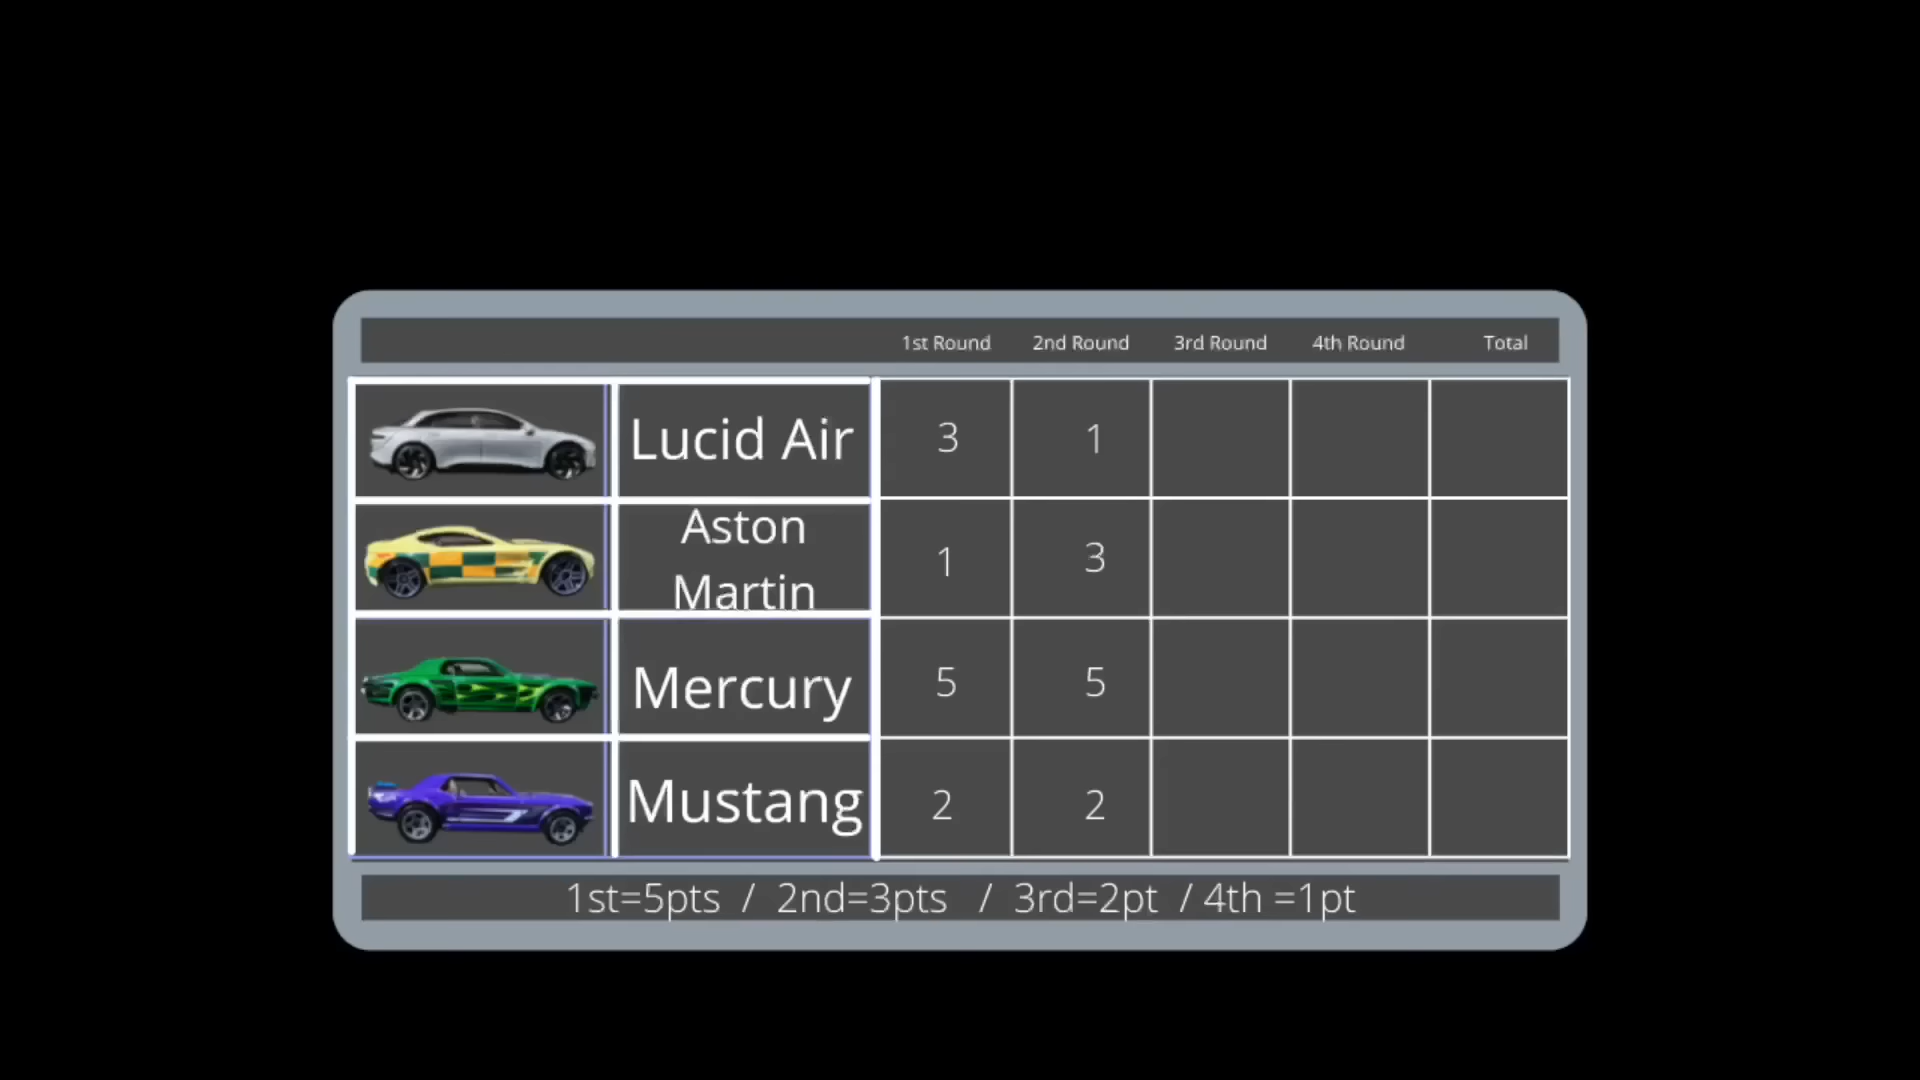 1st Round 2nd Round 3rd Round 4th Round Total
Lucid Air 3 1
Aston
Martin 1 3
Mercury 5 5
Mustang 2 2
1st=5pts / 2nd=3pts / 3rd=2pt / 4th =1pt